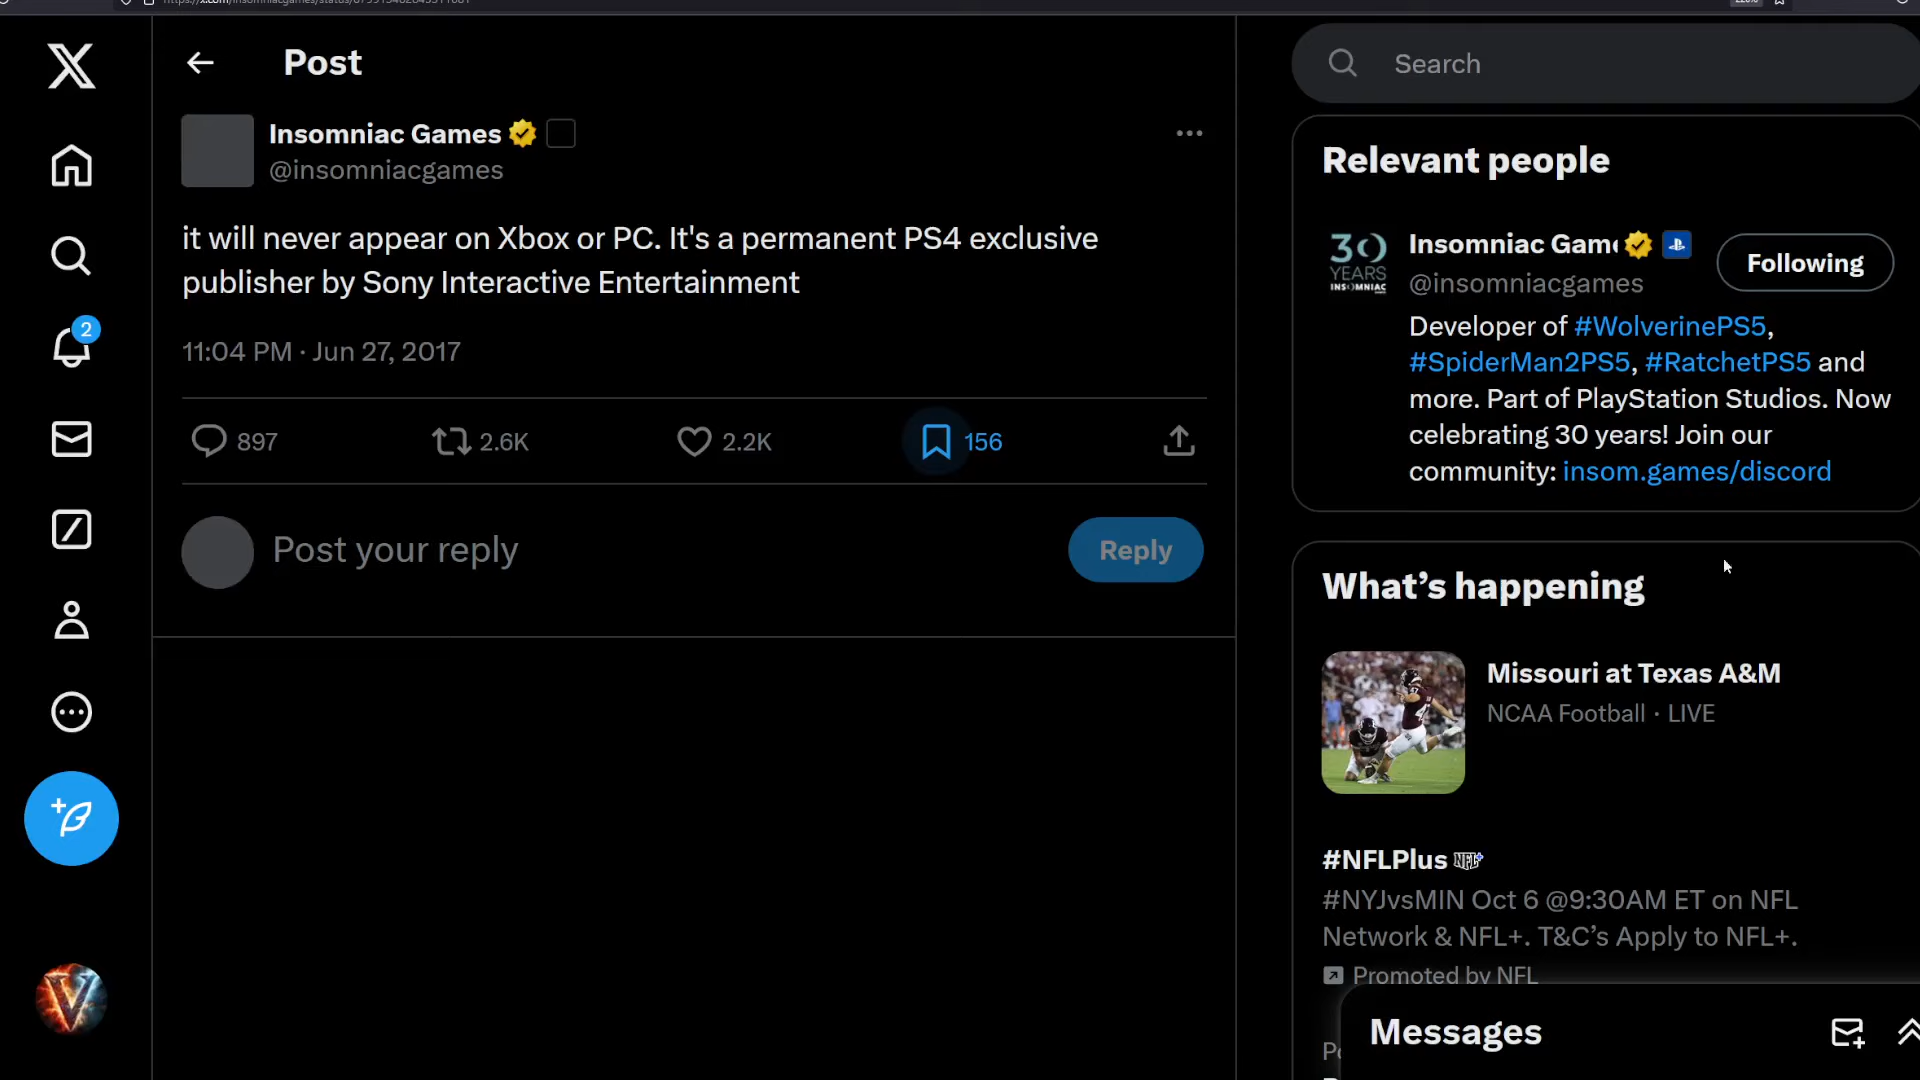 Post
Search
Insomniac Games
@insomniacgames
it will never appear on Xbox or PC. It's a permanent PS4 exclusive
publisher by Sony Interactive Entertainment
11:04 PM · Jun 27, 2017
897
2.6K
2.2K
156
Post your reply
Reply
2
Relevant people
30
YEARS
INSOMNIAC
Insomniac Game
@insomniacgames
Following
Developer of #WolverinePS5,
#SpiderMan2PS5, #RatchetPS5 and
more. Part of PlayStation Studios. Now
celebrating 30 years! Join our
community: insom.games/discord
What's happening
Missouri at Texas A&M
NCAA Football · LIVE
#NFLPlus
#NYJvsMIN Oct 6 @9:30AM ET on NFL
Network & NFL+. T&C's Apply to NFL+.
Promoted by NFL
Messages